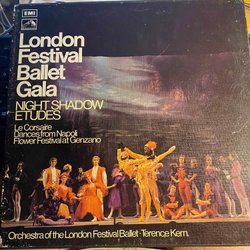 EMI
London
Festival
Ballet
Gala
NIGHT SHADOW
ETUDES
Le Corsaire
Dances from Napoli
Flower Festival at Genzano
Orchestra of the London Festival Ballet·Terence Kern.